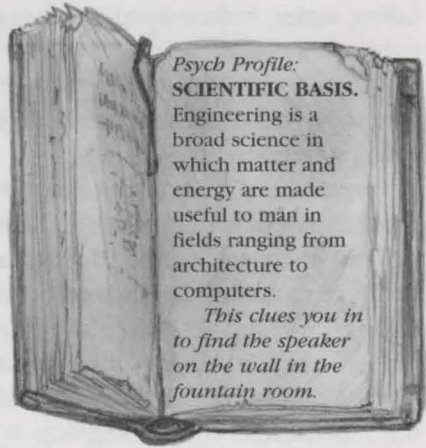 Psych Profile:
SCIENTIFIC BASIS.
Engineering is a
broad science in
which matter and
energy are made
useful to man in
fields ranging from
architecture to
computers.
This clues you in
to find the speaker
on the wall in the
fountain room.